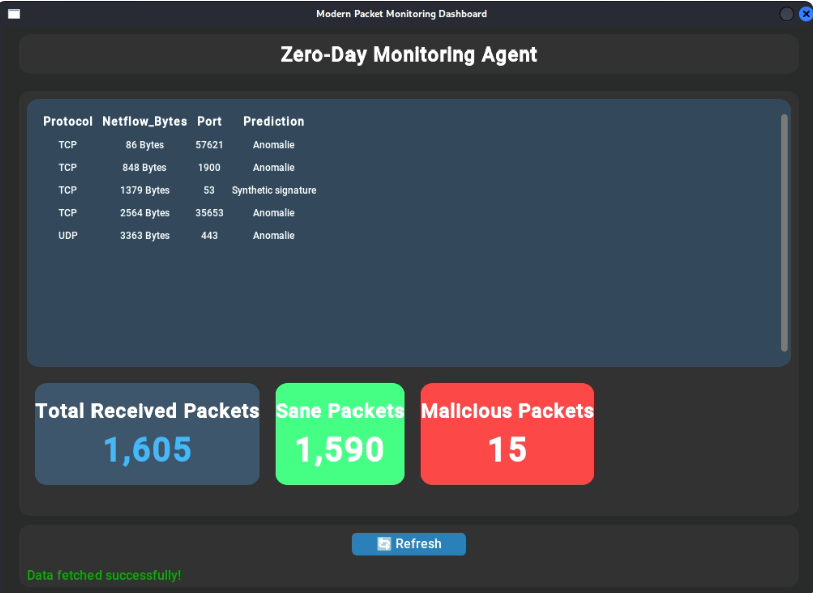 Modern Packet Monitoring Dashboard
Zero-Day Monitoring Agent
Protocol Netflow_Bytes Port Prediction
TCP 86 Bytes 57621 Anomalie
TCP 848 Bytes 1900 Anomalie
TCP 1379 Bytes 53 Synthetic signature
TCP 2564 Bytes 35653 Anomalie
UDP 3363 Bytes 443 Anomalie
Total Received Packets Sane Packets Malicious Packets
1,605 1,590 15
Refresh
Data fetched successfully!